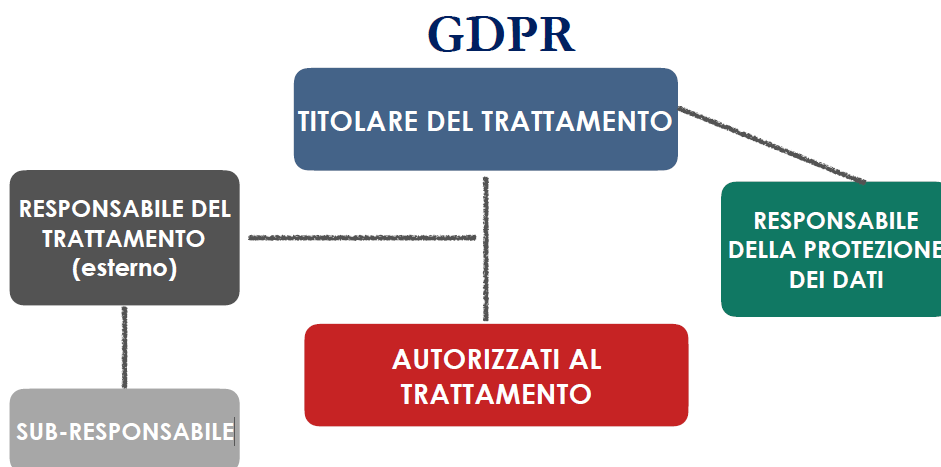 GDPR
TITOLARE DEL TRATTAMENTO
RESPONSABILE DEL
TRATTAMENTO
(esterno)
RESPONSABILE
DELLA PROTEZIONE
DEI DATI
AUTORIZZATI AL
TRATTAMENTO
SUB-RESPONSABILE